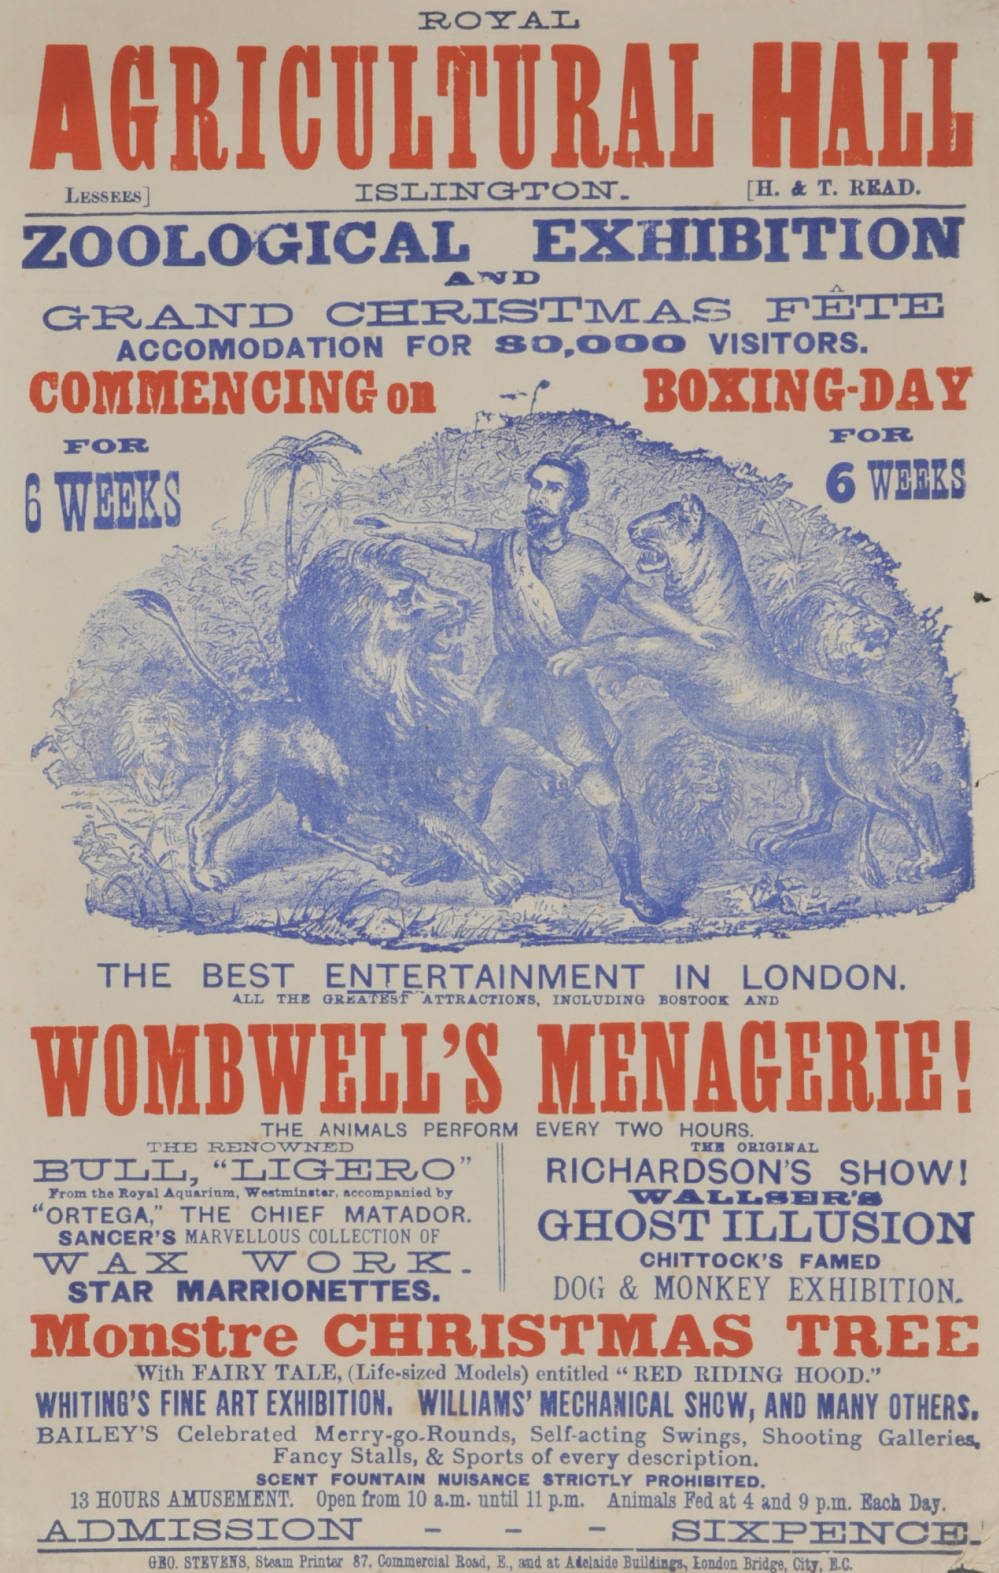 ROYAL
AGRICULTURAL HALL
LESSEES] ISLINGTON. [H. & T. READ.
ZOOLOGICAL EXHIBITION
AND
GRAND CHRISTMAS FÊTE
ACCOMODATION FOR 80,000 VISITORS.
COMMENCING on BOXING-DAY
FOR
6 WEEKS
FOR
6 WEEKS
THE BEST ENTERTAINMENT IN LONDON.
ALL THE GREATEST ATTRACTIONS, INCLUDING BOSTOCK AND
WOMBWELL'S MENAGERIE!
THE ANIMALS PERFORM EVERY TWO HOURS.
THE RENOWNED
BULL, "LIGERO"
From the Royal Aquarium, Westminster, accompanied by
"ORTEGA," THE CHIEF MATADOR.
SANGER'S MARVELLOUS COLLECTION OF
WAX WORK.
STAR MARRIONETTES.
THE ORIGINAL
RICHARDSON'S SHOW!
WALLSER'S
GHOST ILLUSION
CHITTOCK'S FAMED
DOG & MONKEY EXHIBITION.
Monstre CHRISTMAS TREE
With FAIRY TALE, (Life-sized Models) entitled "RED RIDING HOOD."
WHITING'S FINE ART EXHIBITION. WILLIAMS' MECHANICAL SHOW, AND MANY OTHERS.
BAILEY'S Celebrated Merry-go-Rounds, Self-acting Swings, Shooting Galleries,
Fancy Stalls, & Sports of every description.
SCENT FOUNTAIN NUISANCE STRICTLY PROHIBITED.
13 HOURS AMUSEMENT. Open from 10 a.m. until 11 p.m. Animals Fed at 4 and 9 p.m. Each Day.
ADMISSION - - - SIXPENCE.
GEO. STEVENS, Steam Printer 87, Commercial Road, E., and at Adelaide Buildings, London Bridge, City, E.C.